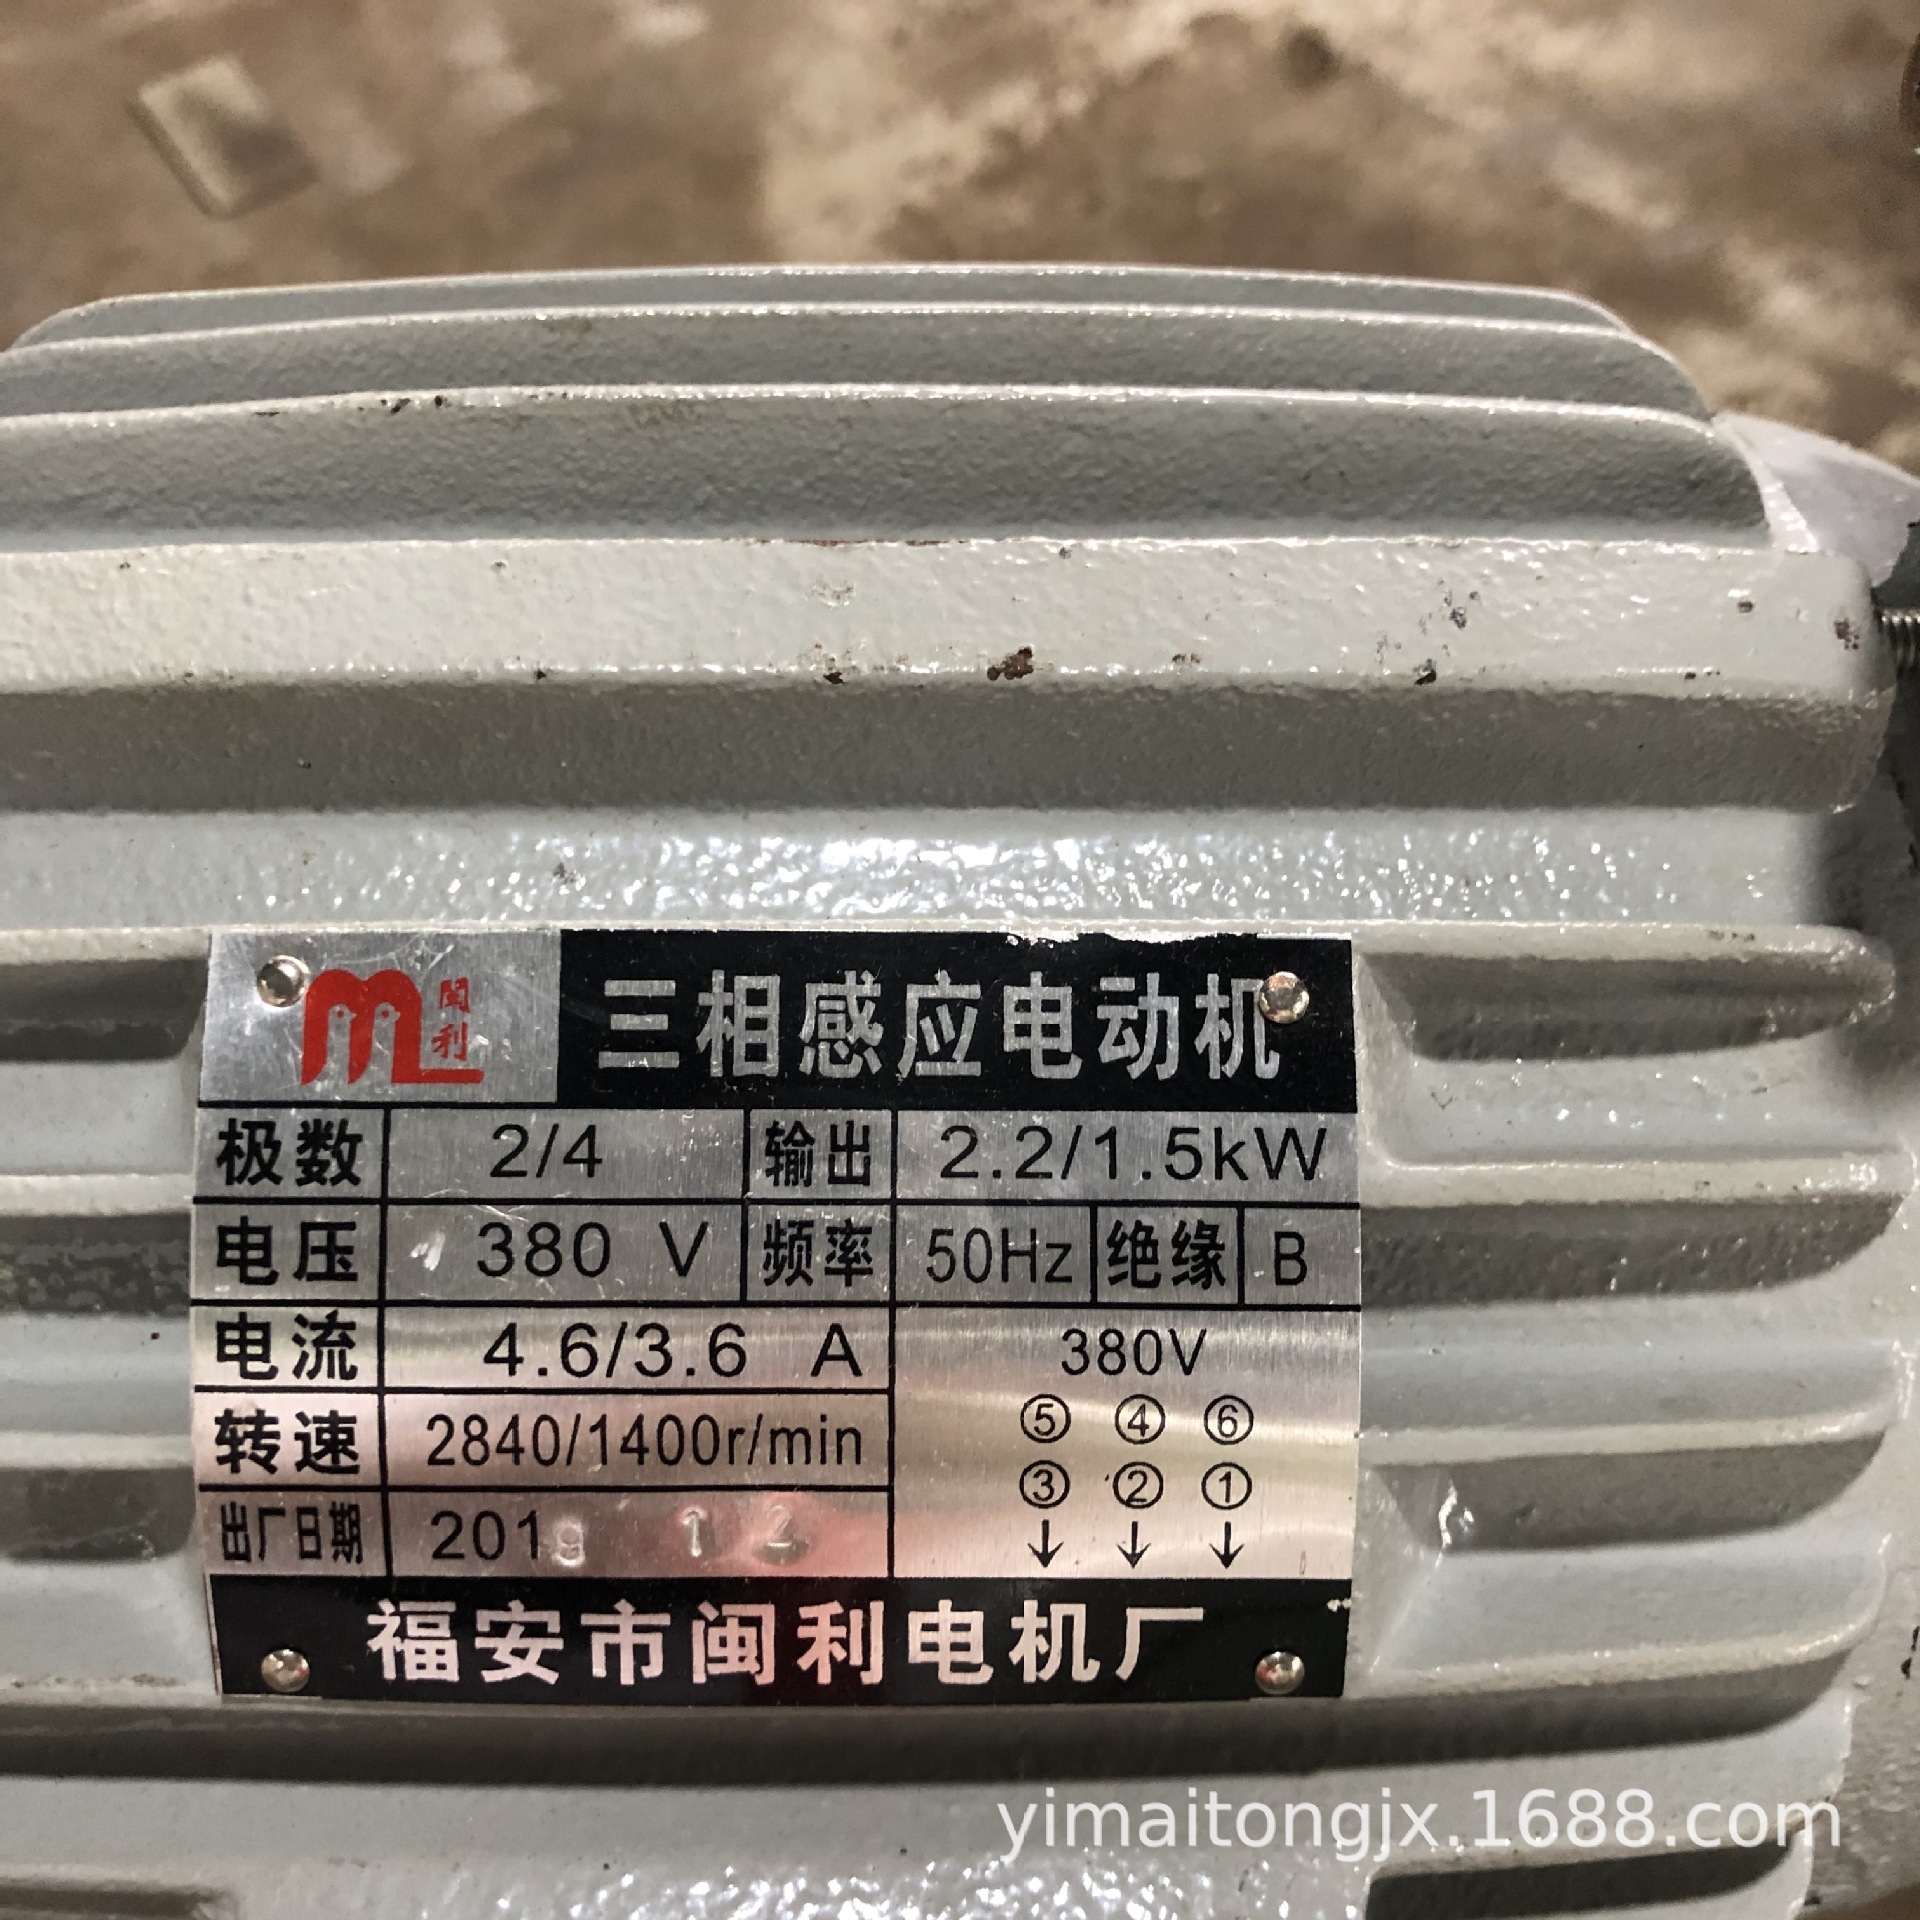 闽利
三相感应电动机
极数 2/4 输出 2.2/1.5kW
电压 380 V 频率 50Hz 绝缘 B
电流 4.6/3.6 A
380V
转速 2840/1400r/min
⑤ ④ ⑥
③ ② ①
↓ ↓ ↓
出厂日期 2019 12
福安市闽利电机厂
yimaitongjx.1688.com